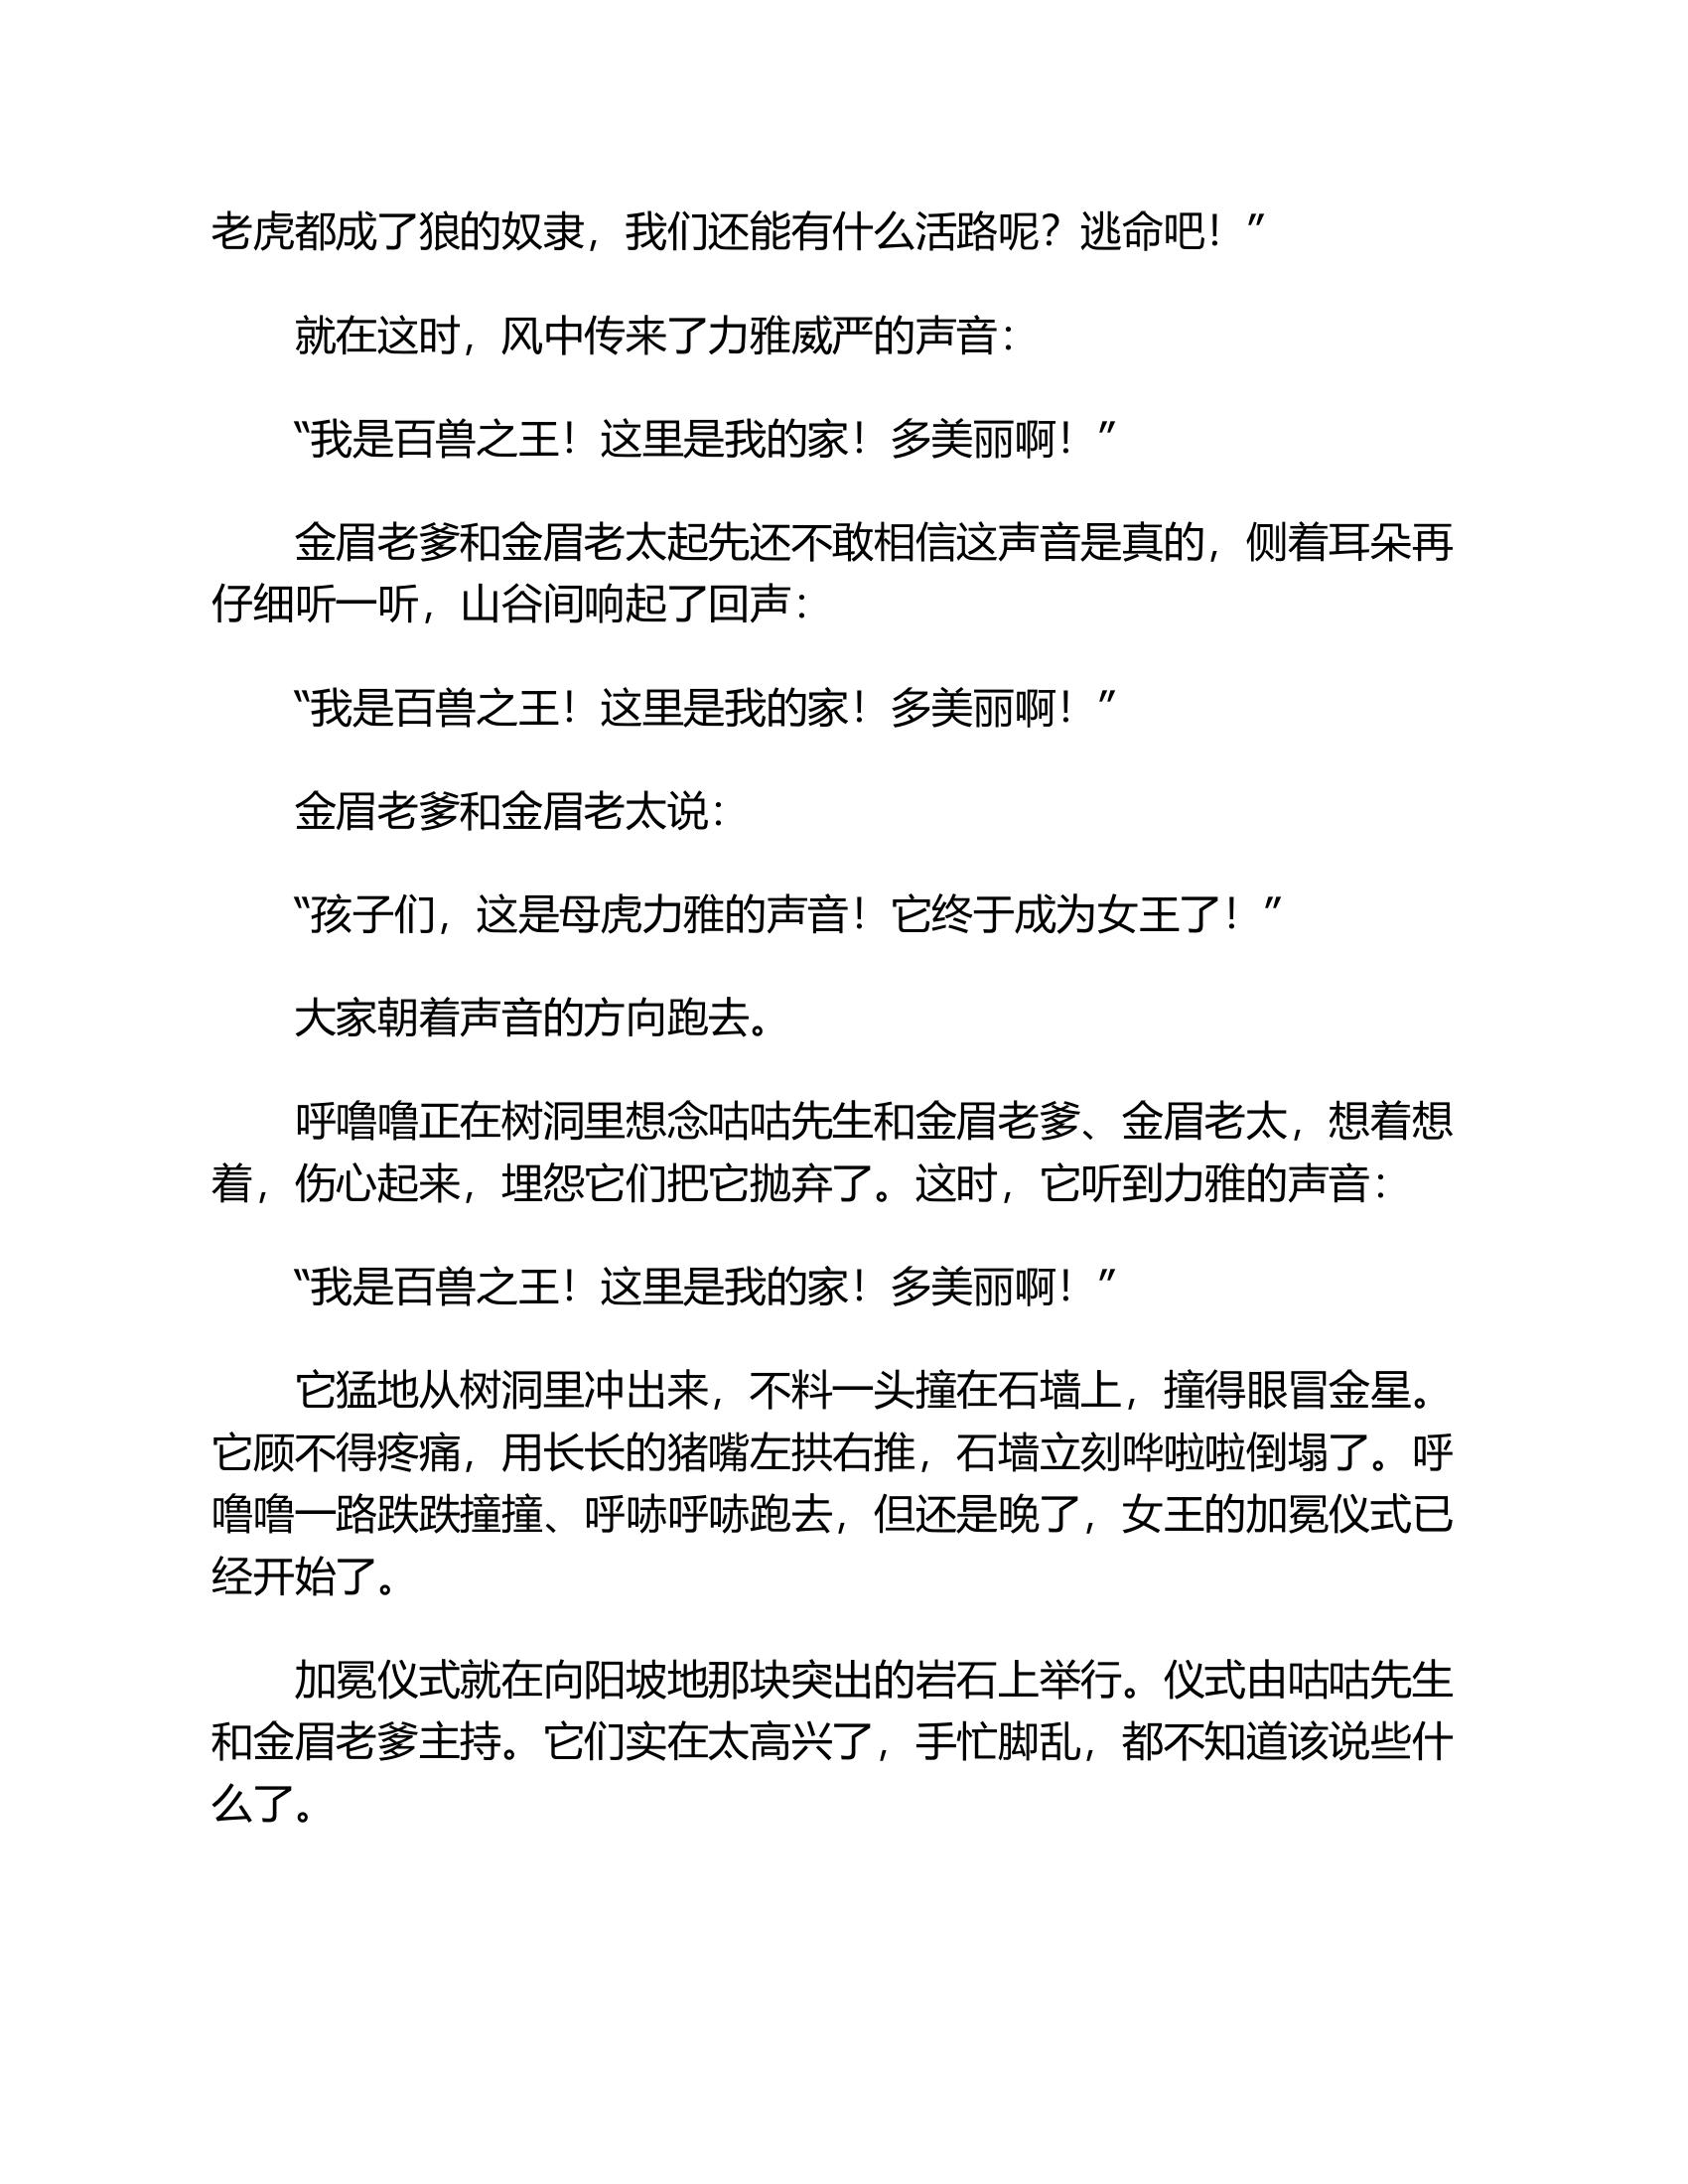 老虎都成了狼的奴隶，我们还能有什么活路呢？逃命吧！”
就在这时，风中传来了力雅威严的声音：
“我是百兽之王！这里是我的家！多美丽啊！”
金眉老爹和金眉老太起先还不敢相信这声音是真的，侧着耳朵再
仔细听一听，山谷间响起了回声：
“我是百兽之王！这里是我的家！多美丽啊！”
金眉老爹和金眉老太说：
“孩子们，这是母虎力雅的声音！它终于成为女王了！”
大家朝着声音的方向跑去。
呼噜噜正在树洞里想念咕咕先生和金眉老爹、金眉老太，想着想
着，伤心起来，埋怨它们把它抛弃了。这时，它听到力雅的声音：
“我是百兽之王！这里是我的家！多美丽啊！”
它猛地从树洞里冲出来，不料一头撞在石墙上，撞得眼冒金星。
它顾不得疼痛，用长长的猪嘴左拱右推，石墙立刻哗啦啦倒塌了。呼
噜噜一路跌跌撞撞、呼哧呼哧跑去，但还是晚了，女王的加冕仪式已
经开始了。
加冕仪式就在向阳坡地那块突出的岩石上举行。仪式由咕咕先生
和金眉老爹主持。它们实在太高兴了，手忙脚乱，都不知道该说些什
么了。